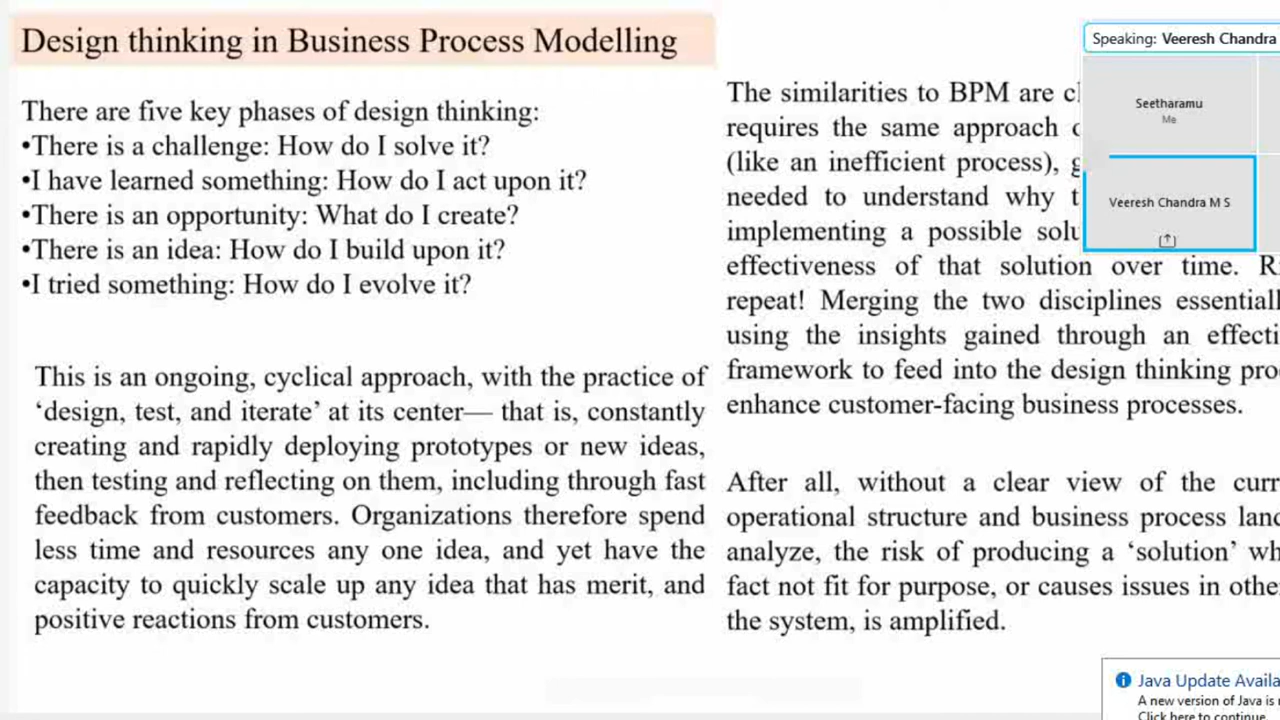 Design thinking in Business Process Modelling
There are five key phases of design thinking:
•There is a challenge: How do I solve it?
•I have learned something: How do I act upon it?
•There is an opportunity: What do I create?
•There is an idea: How do I build upon it?
•I tried something: How do I evolve it?
This is an ongoing, cyclical approach, with the practice of
‘design, test, and iterate’ at its center— that is, constantly
creating and rapidly deploying prototypes or new ideas,
then testing and reflecting on them, including through fast
feedback from customers. Organizations therefore spend
less time and resources any one idea, and yet have the
capacity to quickly scale up any idea that has merit, and
positive reactions from customers.
The similarities to BPM are
requires the same approach
(like an inefficient process),
needed to understand why
implementing a possible
effectiveness of that solution over time.
repeat! Merging the two disciplines
using the insights gained through an
framework to feed into the design thinking
enhance customer-facing business processes.
After all, without a clear view of the
operational structure and business process
analyze, the risk of producing a ‘solution’
fact not fit for purpose, or causes issues in
the system, is amplified.
Speaking: Veeresh Chandra
Seetharamu
Me
Veeresh Chandra M S
Java Update
A new version of Java is
Click here to continue